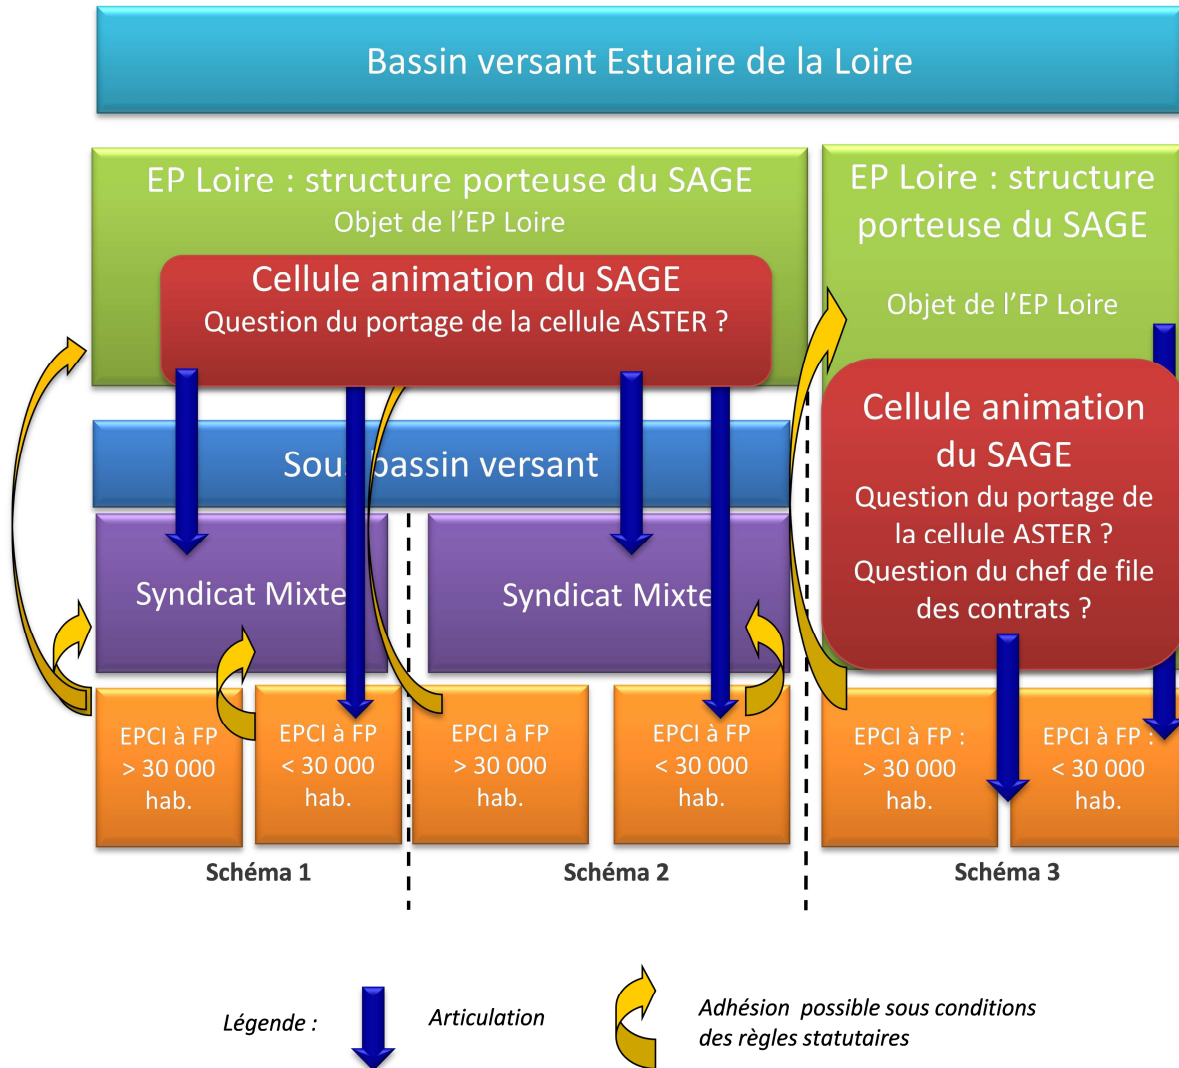 Bassin versant Estuaire de la Loire
EP Loire : structure porteuse du SAGE
Objet de l'EP Loire
Cellule animation du SAGE
Question du portage de la cellule ASTER ?
EP Loire : structure
porteuse du SAGE
Objet de l'EP Loire
Cellule animation
du SAGE
Question du portage de
la cellule ASTER ?
Question du chef de file
des contrats ?
Sous bassin versant
Syndicat Mixte
Syndicat Mixte
EPCI à FP
> 30 000
hab.
EPCI à FP
< 30 000
hab.
EPCI à FP
> 30 000
hab.
EPCI à FP
< 30 000
hab.
EPCI à FP :
> 30 000
hab.
EPCI à FP :
< 30 000
hab.
Schéma 1
Schéma 2
Schéma 3
Légende :
Articulation
Adhésion possible sous conditions
des règles statutaires